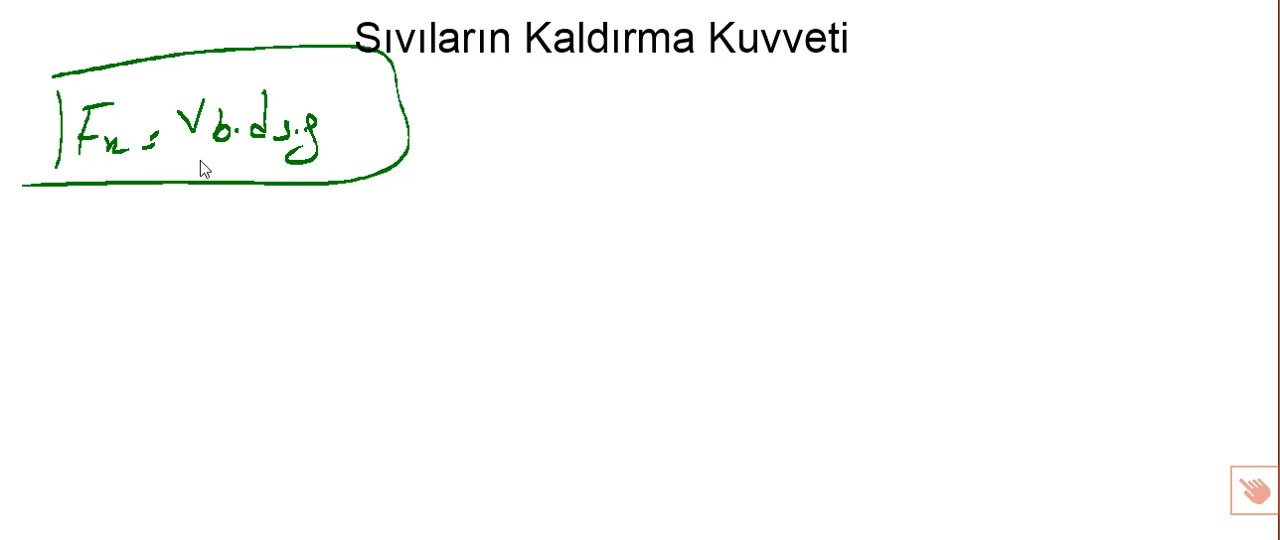 Sıvıların Kaldırma Kuvveti
Fk = Vb.ds.g